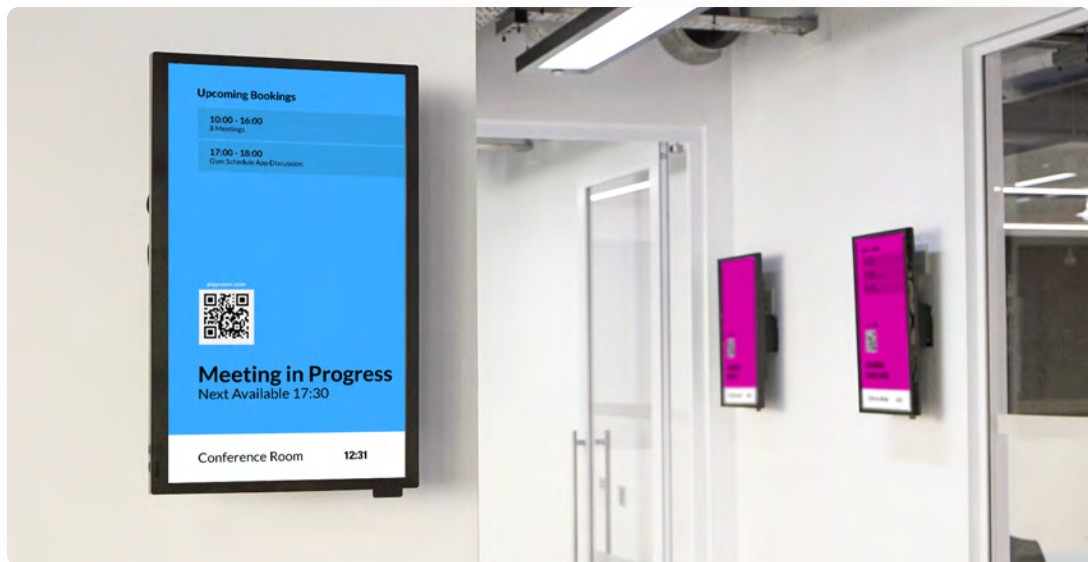 Upcoming Bookings
10:00 - 16:00
8 Meetings
17:00 - 18:00
Gym Schedule App Discussion
playroom.com
Meeting in Progress
Next Available 17:30
Conference Room 12:31